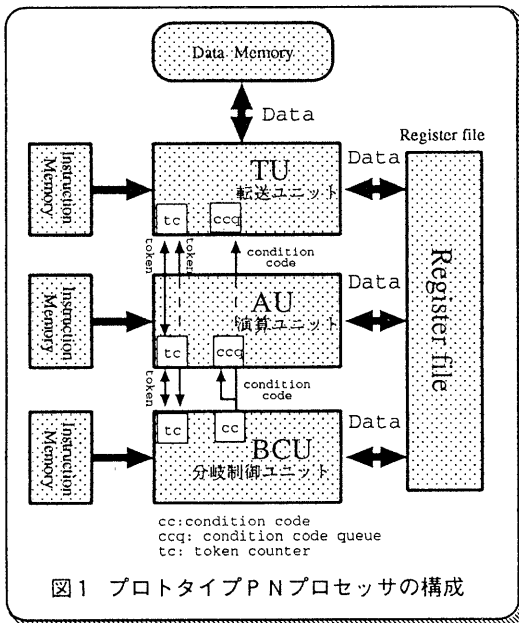 Data Memory
Data
Register file
Instruction
Memory
TU
転送ユニット
Data
tc
ccq
token
token
condition
code
Instruction
Memory
AU
演算ユニット
Data
Register file
tc
ccq
token
condition
code
Instruction
Memory
tc
cc
BCU
分岐制御ユニット
Data
cc:condition code
ccq: condition code queue
tc: token counter
図1 プロトタイプPNプロセッサの構成